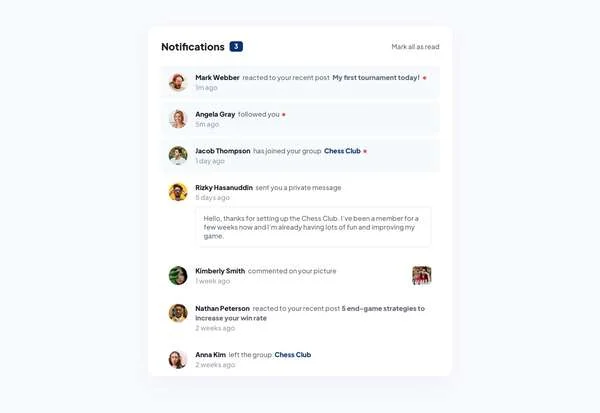 Notifications 3
Mark all as read
Mark Webber reacted to your recent post My first tournament today!
1m ago
Angela Gray followed you
5m ago
Jacob Thompson has joined your group Chess Club
1 day ago
Rizky Hasanuddin sent you a private message
5 days ago
Hello, thanks for setting up the Chess Club. I've been a member for a
few weeks now and I'm already having lots of fun and improving my
game.
Kimberly Smith commented on your picture
1 week ago
Nathan Peterson reacted to your recent post 5 end-game strategies to
increase your win rate
2 weeks ago
Anna Kim left the group Chess Club
2 weeks ago